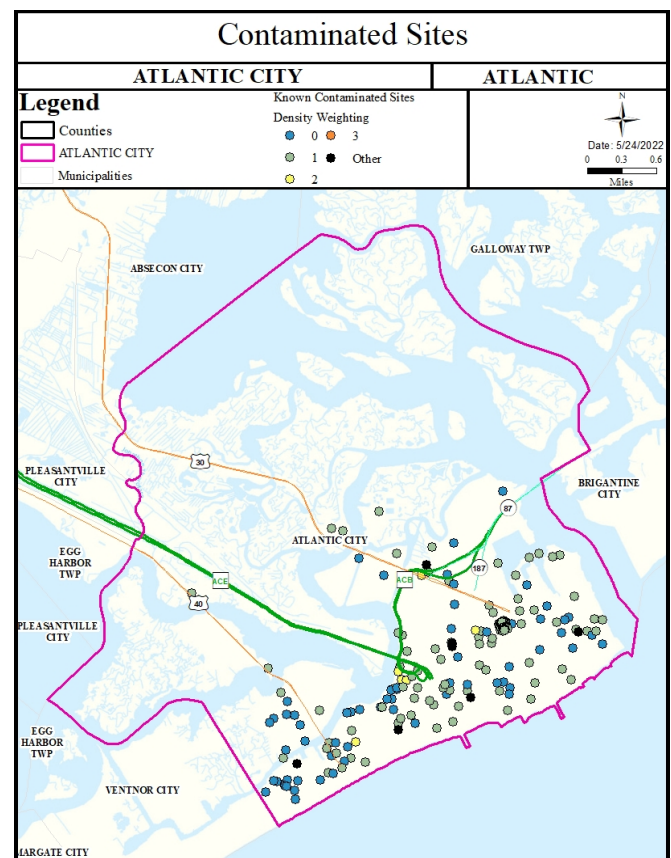 Contaminated Sites
ATLANTIC CITY
ATLANTIC
Legend
Counties
ATLANTIC CITY
Municipalities
Known Contaminated Sites
Density Weighting
0
3
1
Other
2
N
Date: 5/24/2022
0 0.3 0.6
Miles
GALLOWAY TWP
ABSECON CITY
30
PLEASANTVILLE
CITY
BRIGANTINE
CITY
87
ATLANTIC CITY
EGG
HARBOR
TWP
187
ACE
ACB
40
PLEASANTVILLE
CITY
EGG
HARBOR
TWP
VENTNOR CITY
MARGATE CITY